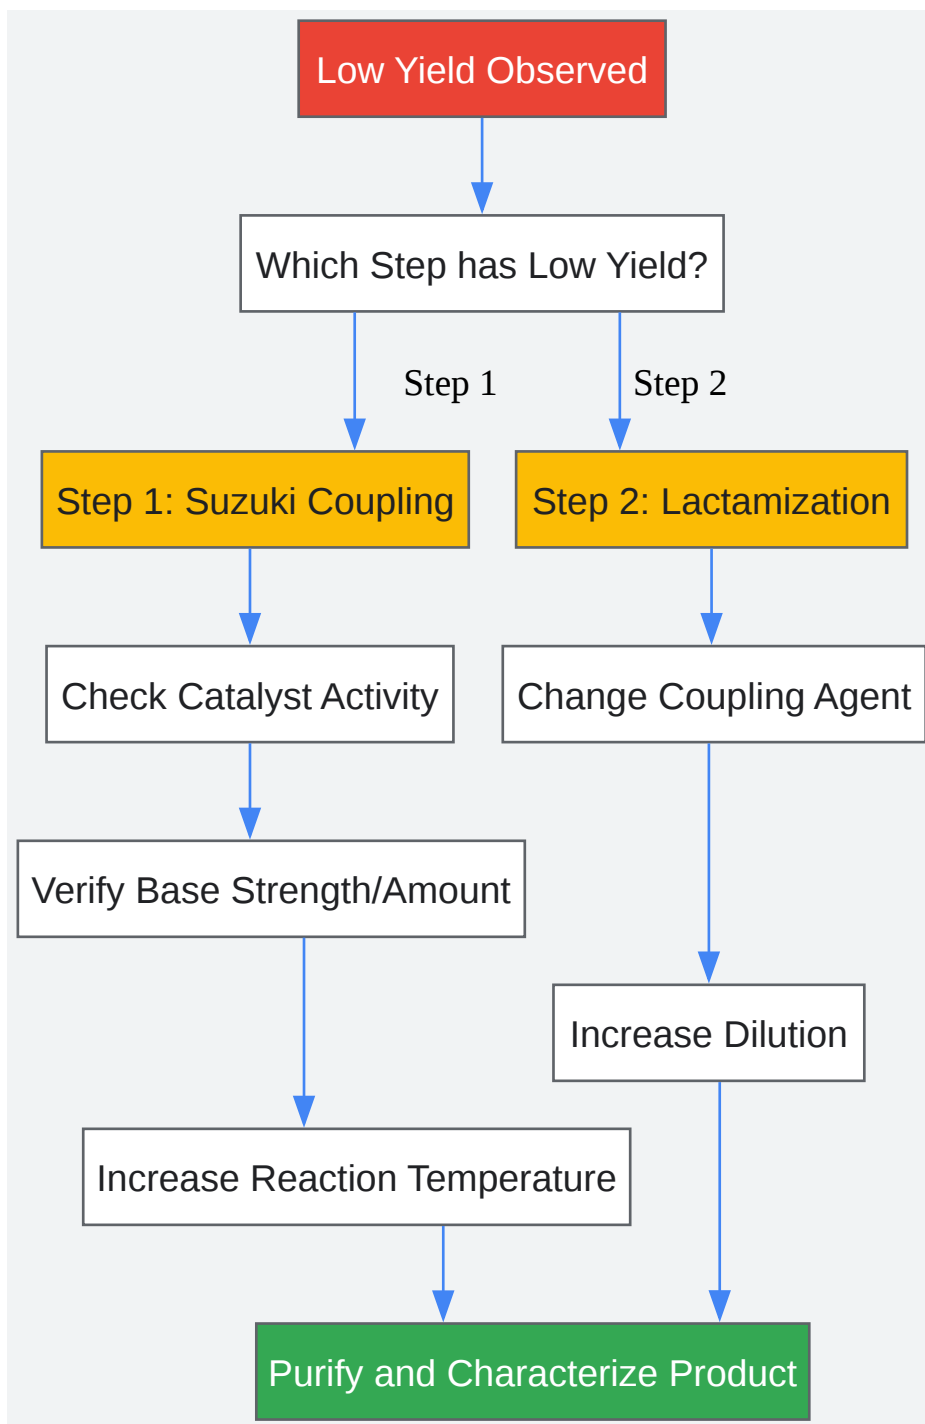 Low Yield Observed
Which Step has Low Yield?
Step 1
Step 2
Step 1: Suzuki Coupling
Step 2: Lactamization
Check Catalyst Activity
Change Coupling Agent
Verify Base Strength/Amount
Increase Dilution
Increase Reaction Temperature
Purify and Characterize Product